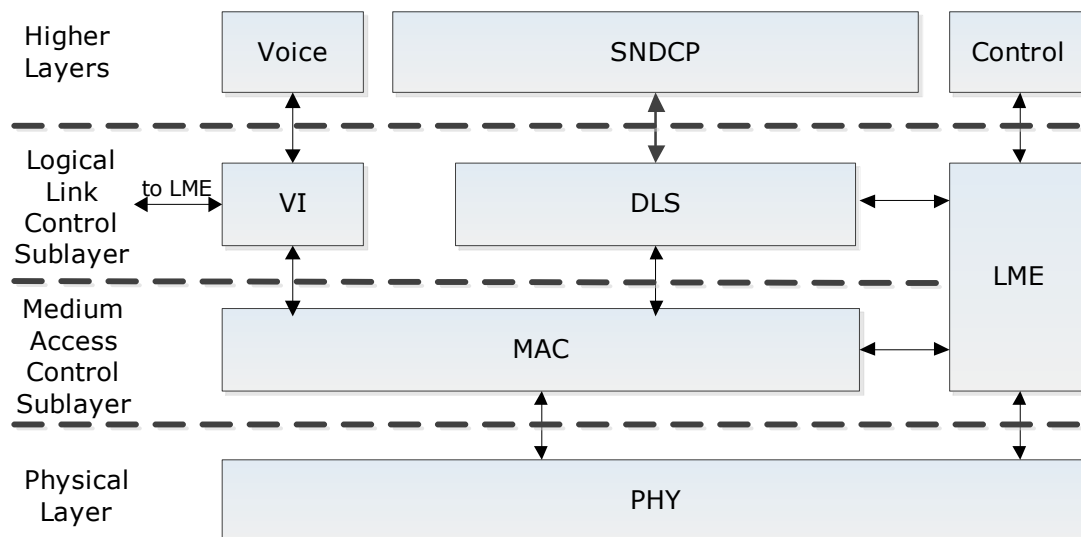 Higher
Layers
Voice
SNDCP
Control
Logical
Link
Control
Sublayer
to LME
VI
DLS
LME
Medium
Access
Control
Sublayer
MAC
Physical
Layer
PHY